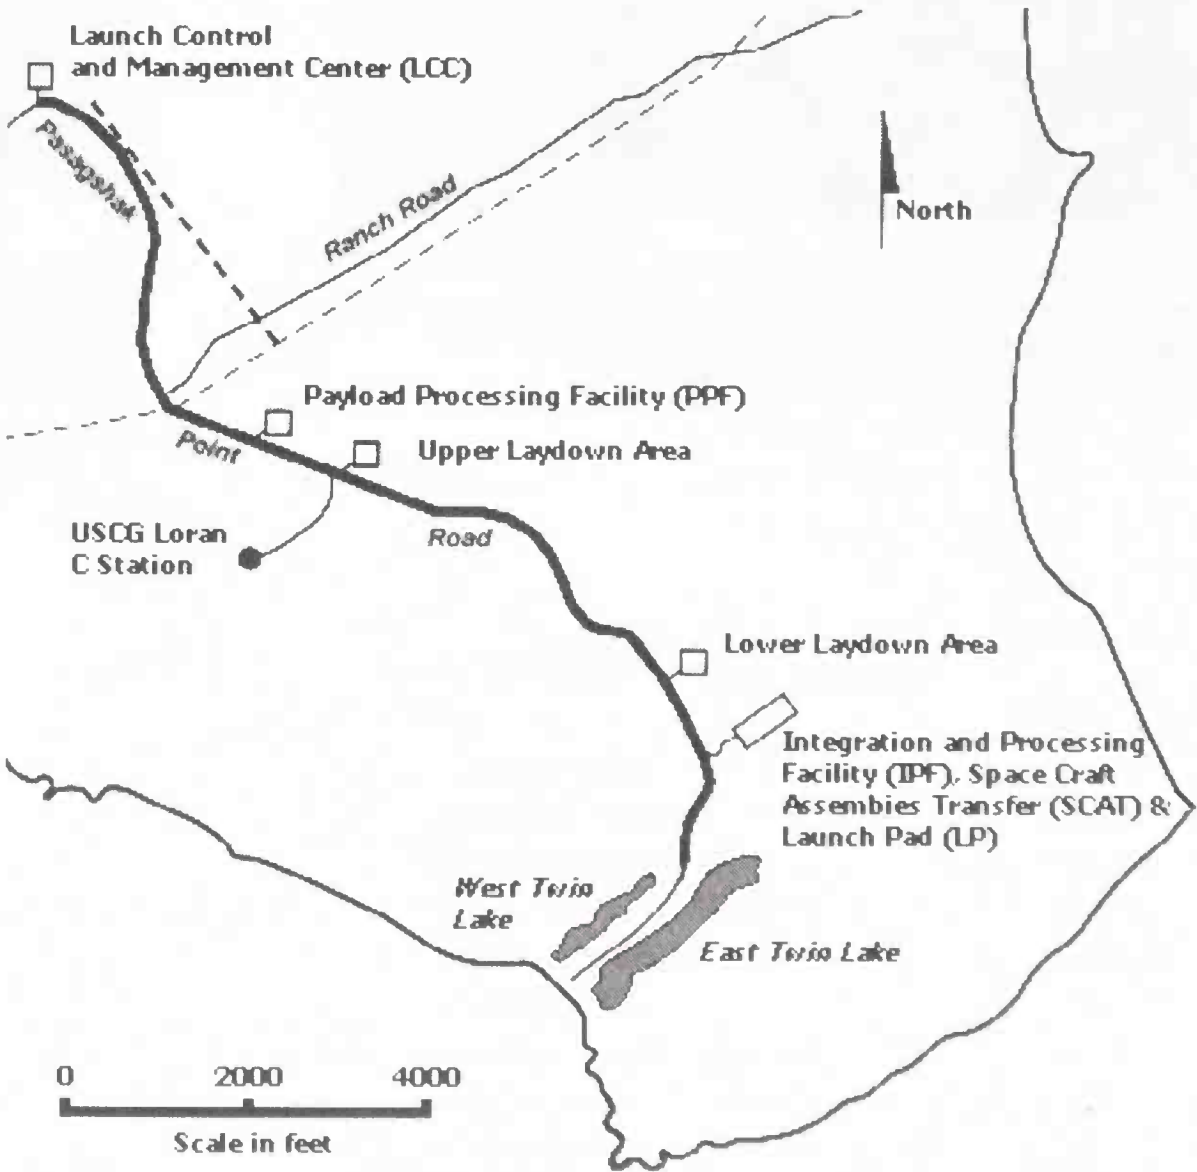 Launch Control
and Management Center (LCC)
Pasagshak
Ranch Road
North
Payload Processing Facility (PPF)
Point
Upper Laydown Area
USCG Loran
C Station
Road
Lower Laydown Area
Integration and Processing
Facility (IPF), Space Craft
Assembies Transfer (SCAT) &
Launch Pad (LP)
West Twin
Lake
East Twin Lake
0 2000 4000
Scale in feet